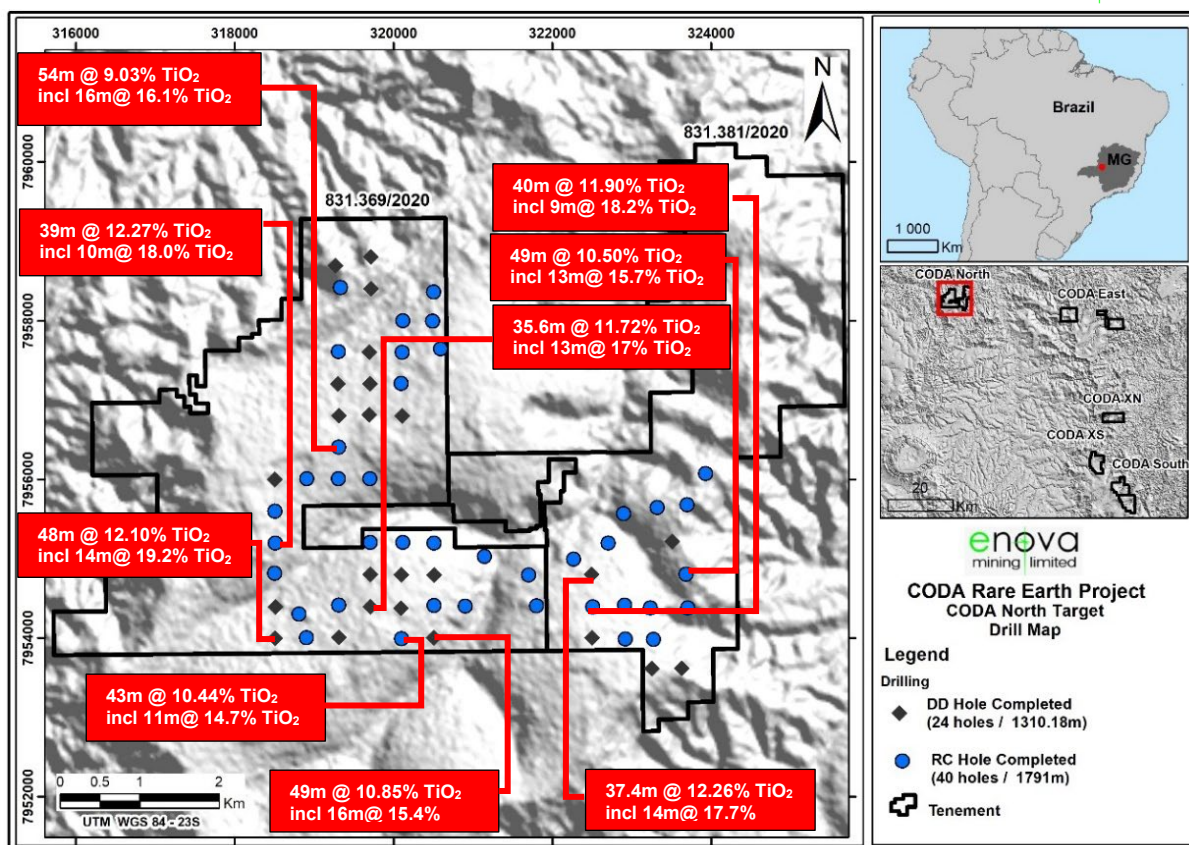 316000
318000
320000
322000
324000
7960000
7958000
7956000
7954000
7952000
54m @ 9.03% TiO₂
incl 16m@ 16.1% TiO₂
N
831.381/2020
40m @ 11.90% TiO₂
incl 9m@ 18.2% TiO₂
831.369/2020
39m @ 12.27% TiO₂
incl 10m@ 18.0% TiO₂
49m @ 10.50% TiO₂
incl 13m@ 15.7% TiO₂
35.6m @ 11.72% TiO₂
incl 13m@ 17% TiO₂
48m @ 12.10% TiO₂
incl 14m@ 19.2% TiO₂
43m @ 10.44% TiO₂
incl 11m@ 14.7% TiO₂
49m @ 10.85% TiO₂
incl 16m@ 15.4%
37.4m @ 12.26% TiO₂
incl 14m@ 17.7%
0 0.5 1 2
Km
UTM WGS 84 - 23S
Brazil
MG
1 000
Km
CODA North
CODA East
CODA XN
CODA XS
CODA South
20
Km
enova
mining limited
CODA Rare Earth Project
CODA North Target
Drill Map
Legend
Drilling
DD Hole Completed
(24 holes / 1310.18m)
RC Hole Completed
(40 holes / 1791m)
Tenement